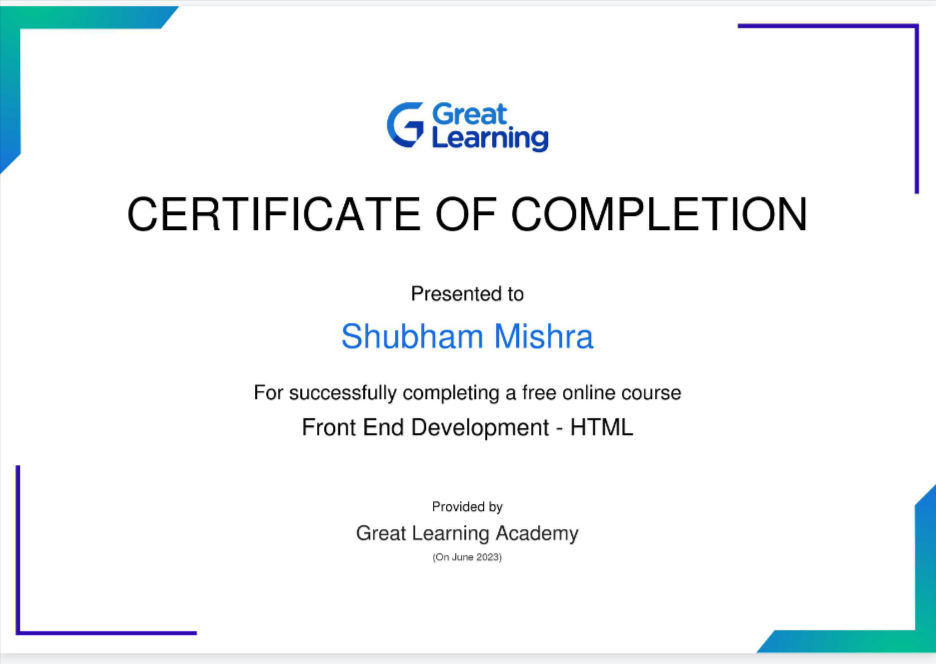 Great
Learning
CERTIFICATE OF COMPLETION
Presented to
Shubham Mishra
For successfully completing a free online course
Front End Development - HTML
Provided by
Great Learning Academy
(On June 2023)